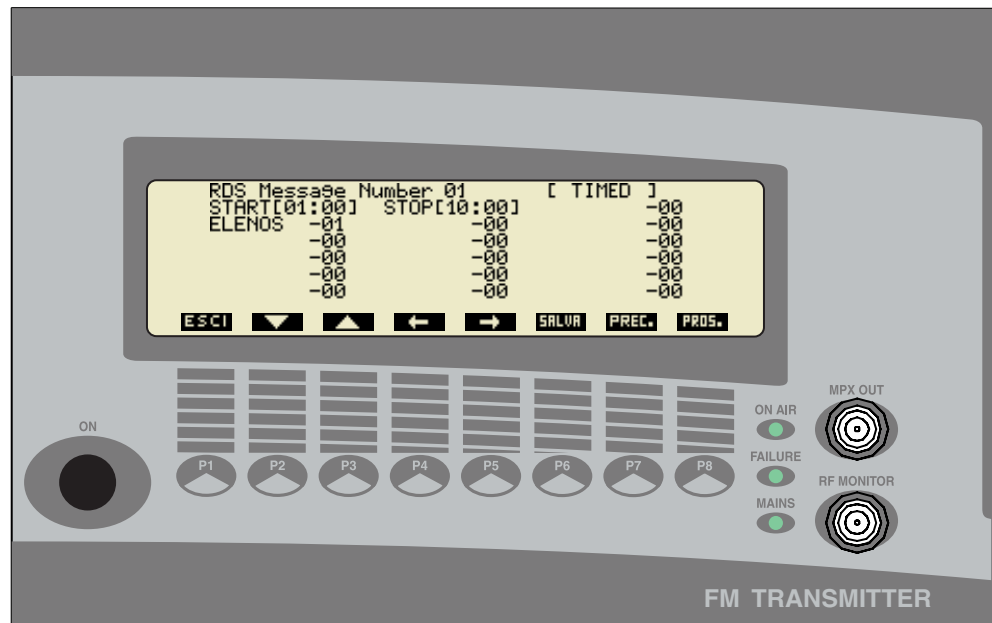 RDS Message Number 01 [ TIMED ]
START[01:00] STOP[10:00] -00
ELENOS -01 -00 -00
-00 -00 -00
-00 -00 -00
-00 -00 -00
-00 -00 -00
ESCI SALVA PREC. PROS.
ON
P1 P2 P3 P4 P5 P6 P7 P8
ON AIR
FAILURE
MAINS
MPX OUT
RF MONITOR
FM TRANSMITTER